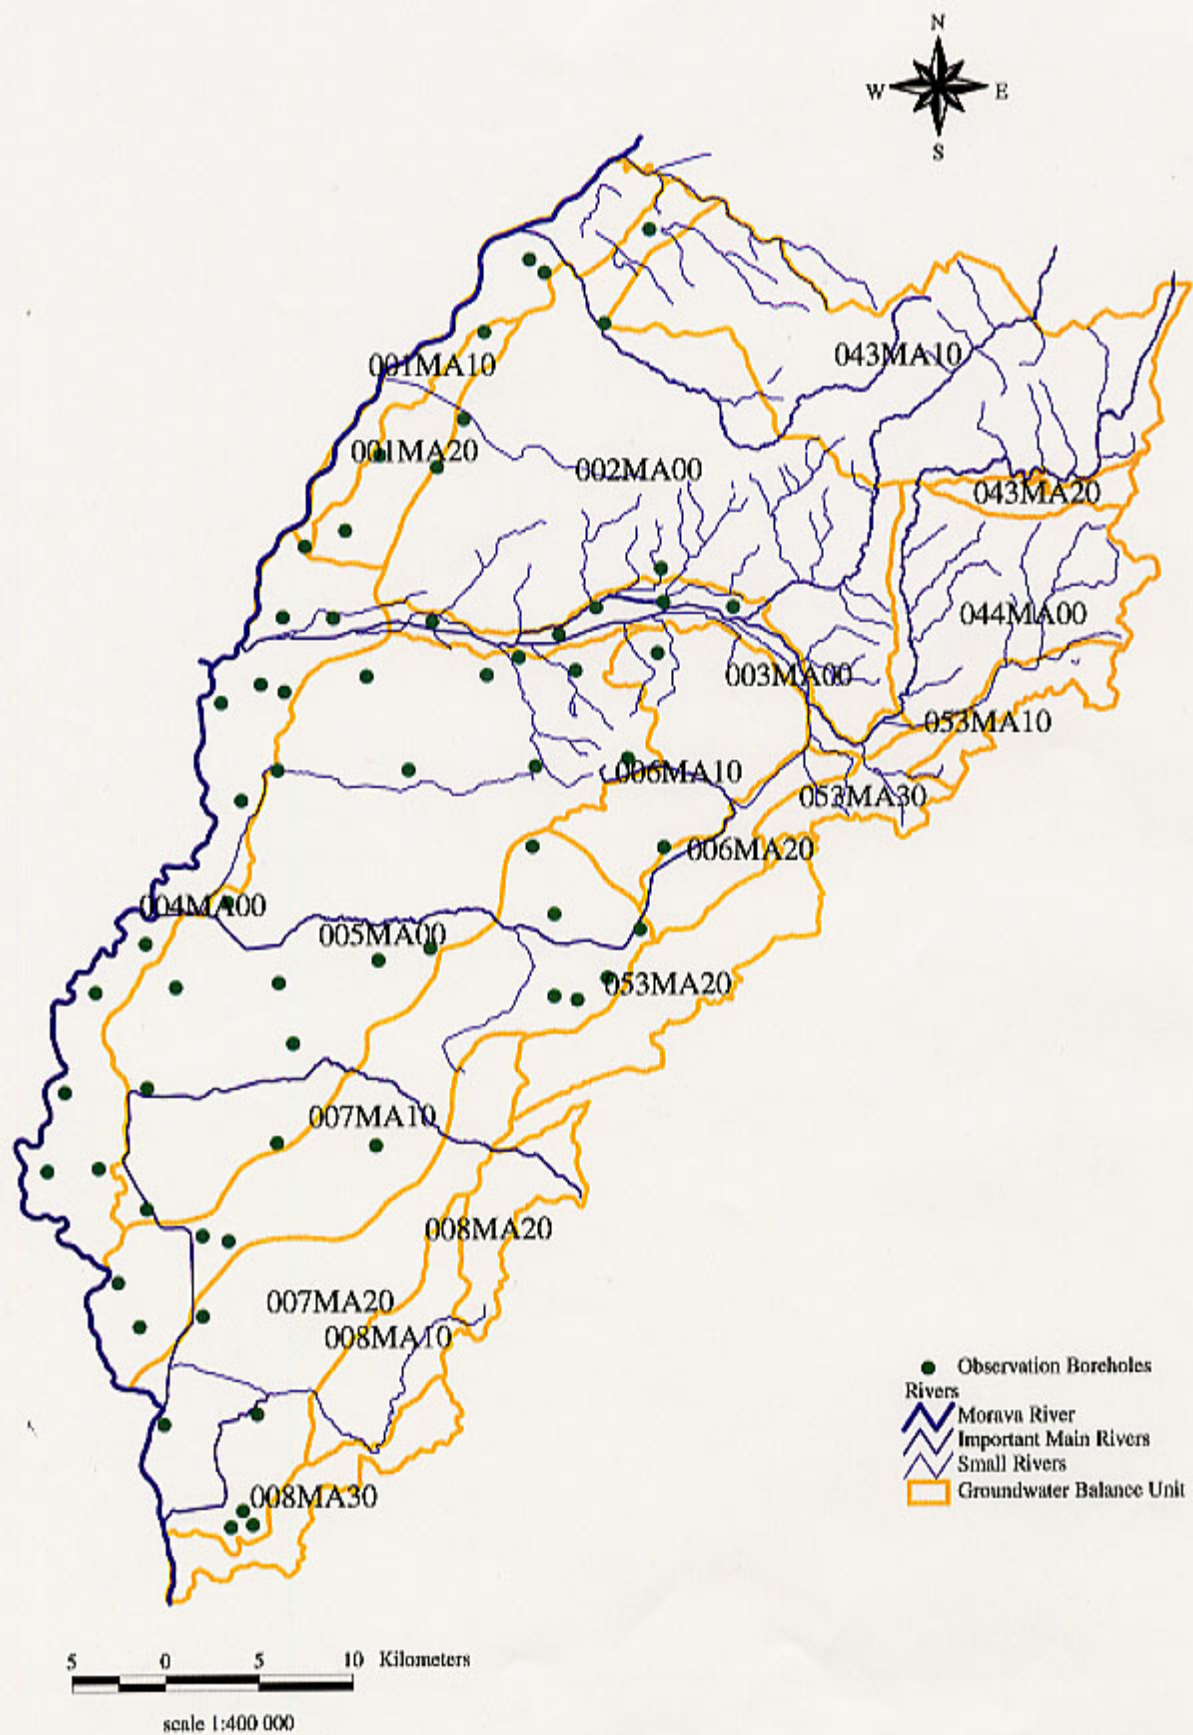 N
W E
S
001MA10
043MA10
001MA20
002MA00
043MA20
044MA00
003MA00
053MA10
006MA10
053MA30
006MA20
004MA00
005MA00
053MA20
007MA10
008MA20
007MA20
008MA10
008MA30
Observation Boreholes
Rivers
Morava River
Important Main Rivers
Small Rivers
Groundwater Balance Unit
5 0 5 10 Kilometers
scale 1:400 000